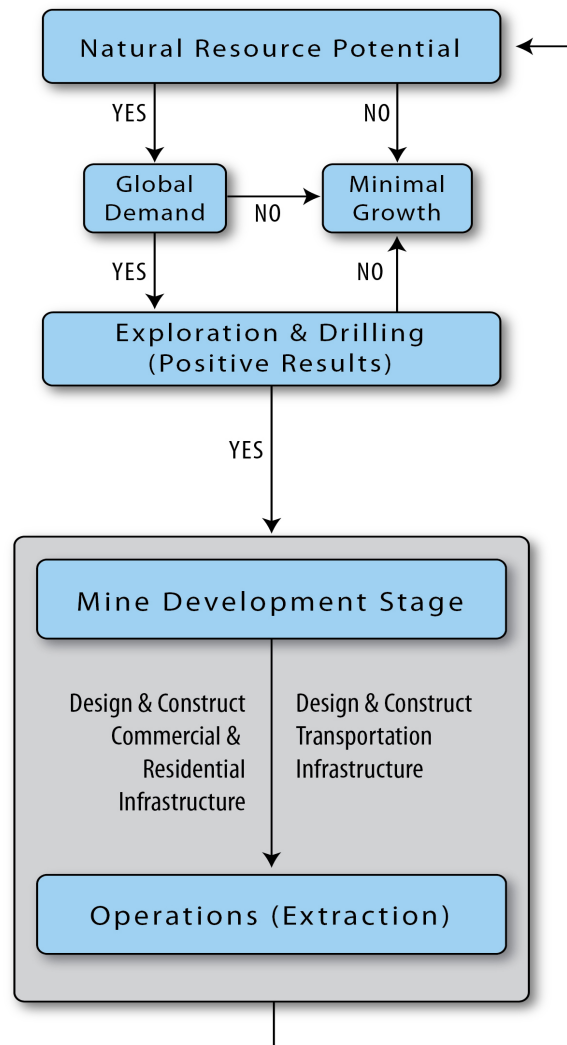 Natural Resource Potential
YES
NO
Global
Demand
NO
Minimal
Growth
YES
NO
Exploration & Drilling
(Positive Results)
YES
Mine Development Stage
Design & Construct
Commercial &
Residential
Infrastructure
Design & Construct
Transportation
Infrastructure
Operations (Extraction)